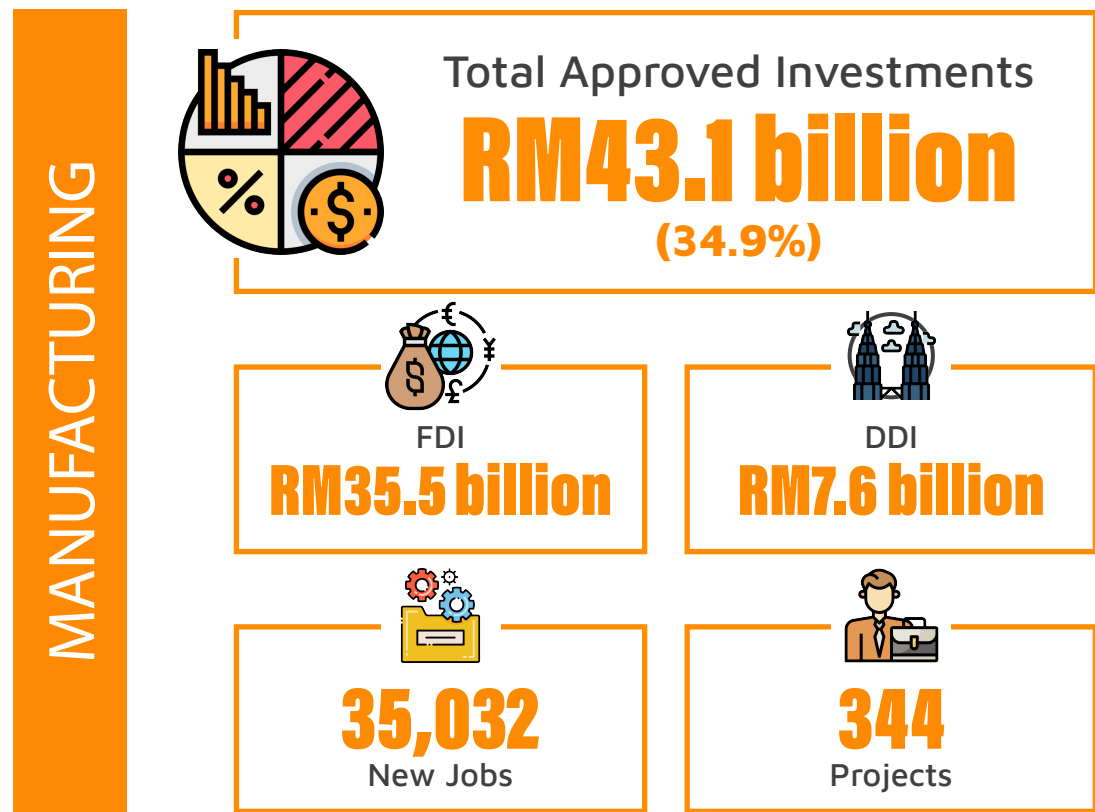 MANUFACTURING
Total Approved Investments
RM43.1 billion
(34.9%)
FDI
RM35.5 billion
DDI
RM7.6 billion
35,032
New Jobs
344
Projects